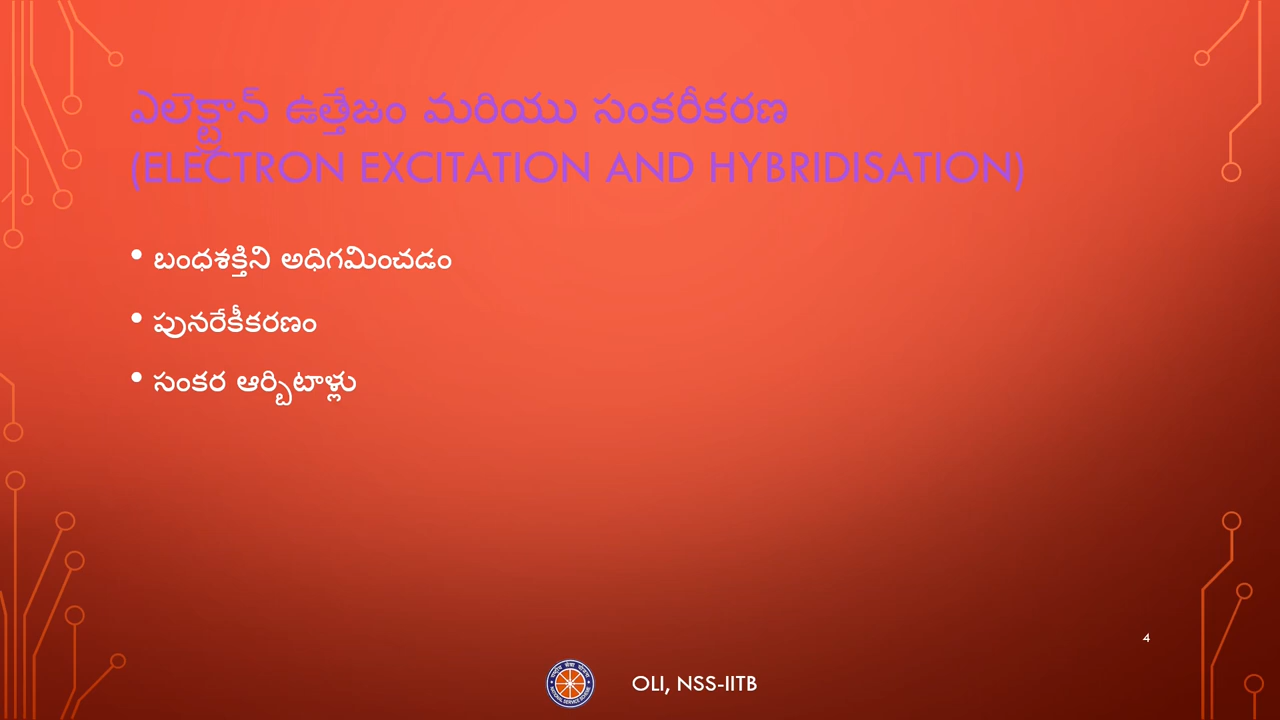 ఎలెక్ట్రాన్ ఉత్తేజం మరియు సంకరీకరణ
(ELECTRON EXCITATION AND HYBRIDISATION)
• బంధశక్తిని అధిగమించడం
• పునరేకీకరణం
• సంకర ఆర్బిటాళ్లు
4
OLI, NSS-IITB